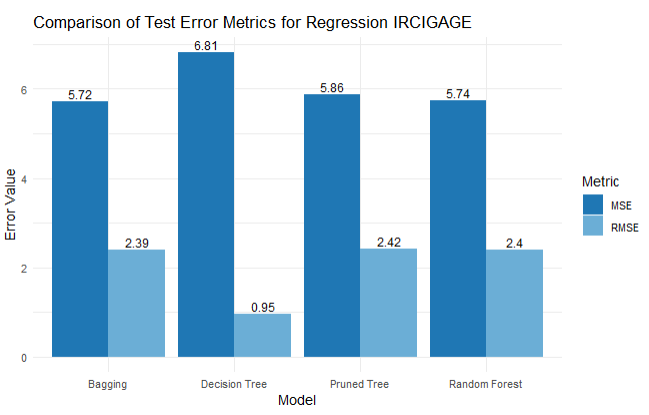 Comparison of Test Error Metrics for Regression IRCIGAGE
6.81
5.72
5.86
5.74
2.39
0.95
2.42
2.4
6
4
2
0
Error Value
Bagging
Decision Tree
Pruned Tree
Random Forest
Model
Metric
MSE
RMSE